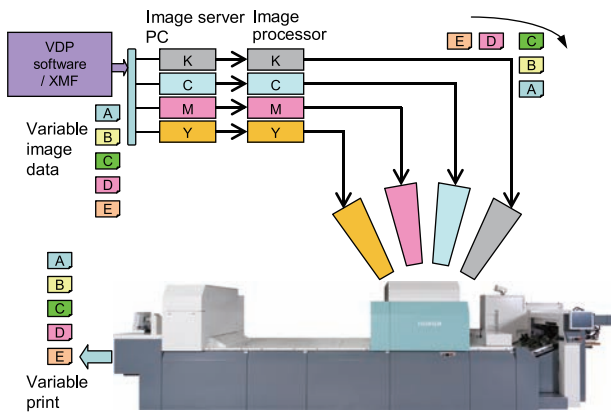 VDP
software
/ XMF
Image server
PC
Image
processor
K
K
C
C
M
M
Y
Y
E
D
C
B
A
Variable
image
data
A
B
C
D
E
A
B
C
D
E
Variable
print